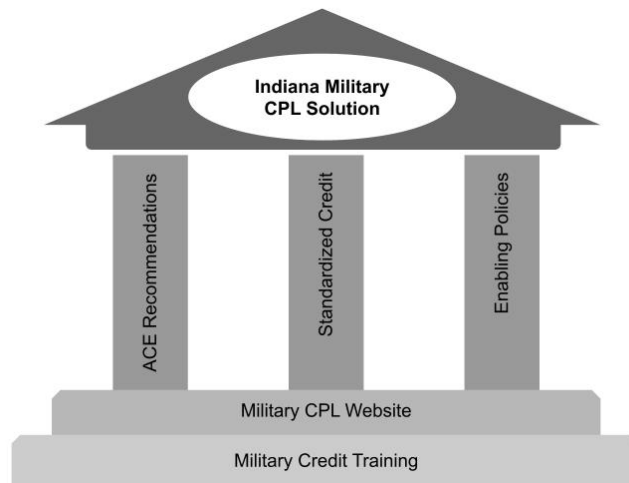 Indiana Military
CPL Solution
ACE Recommendations
Standardized Credit
Enabling Policies
Military CPL Website
Military Credit Training